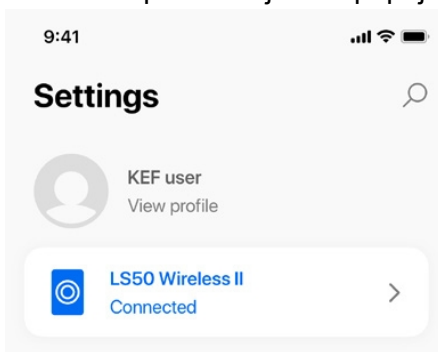 9:41
Settings
KEF user
View profile
LS50 Wireless II
Connected